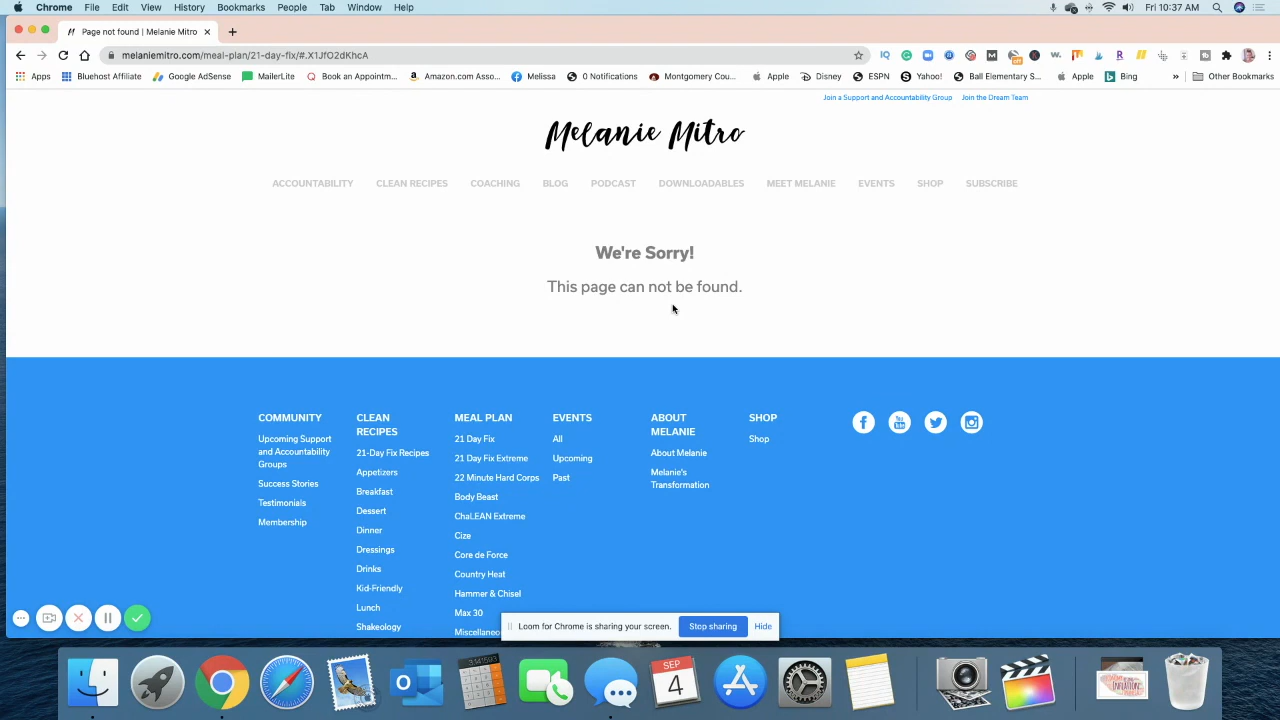 Chrome File Edit View History Bookmarks People Tab Window Help Fri 10:37 AM
Page not found | Melanie Mitro
melaniemitro.com/meal-plan/21-day-fix/#.X1JfO2dKhcA
Apps Bluehost Affiliate Google AdSense MailerLite Book an Appointm... Amazon.com Asso... Melissa 0 Notifications Montgomery Cou... Apple Disney ESPN Yahoo! Ball Elementary S... Apple Bing » Other Bookmarks
Join a Support and Accountability Group Join the Dream Team
Melanie Mitro
ACCOUNTABILITY CLEAN RECIPES COACHING BLOG PODCAST DOWNLOADABLES MEET MELANIE EVENTS SHOP SUBSCRIBE
We're Sorry!
This page can not be found.
COMMUNITY
Upcoming Support
and Accountability
Groups
Success Stories
Testimonials
Membership
CLEAN
RECIPES
21-Day Fix Recipes
Appetizers
Breakfast
Dessert
Dinner
Dressings
Drinks
Kid-Friendly
Lunch
Shakeology
MEAL PLAN
21 Day Fix
21 Day Fix Extreme
22 Minute Hard Corps
Body Beast
ChaLEAN Extreme
Cize
Core de Force
Country Heat
Hammer & Chisel
Max 30
Miscellaneo
EVENTS
All
Upcoming
Past
ABOUT
MELANIE
About Melanie
Melanie's
Transformation
SHOP
Shop
You
Tube
Loom for Chrome is sharing your screen. Stop sharing Hide
SEP
4